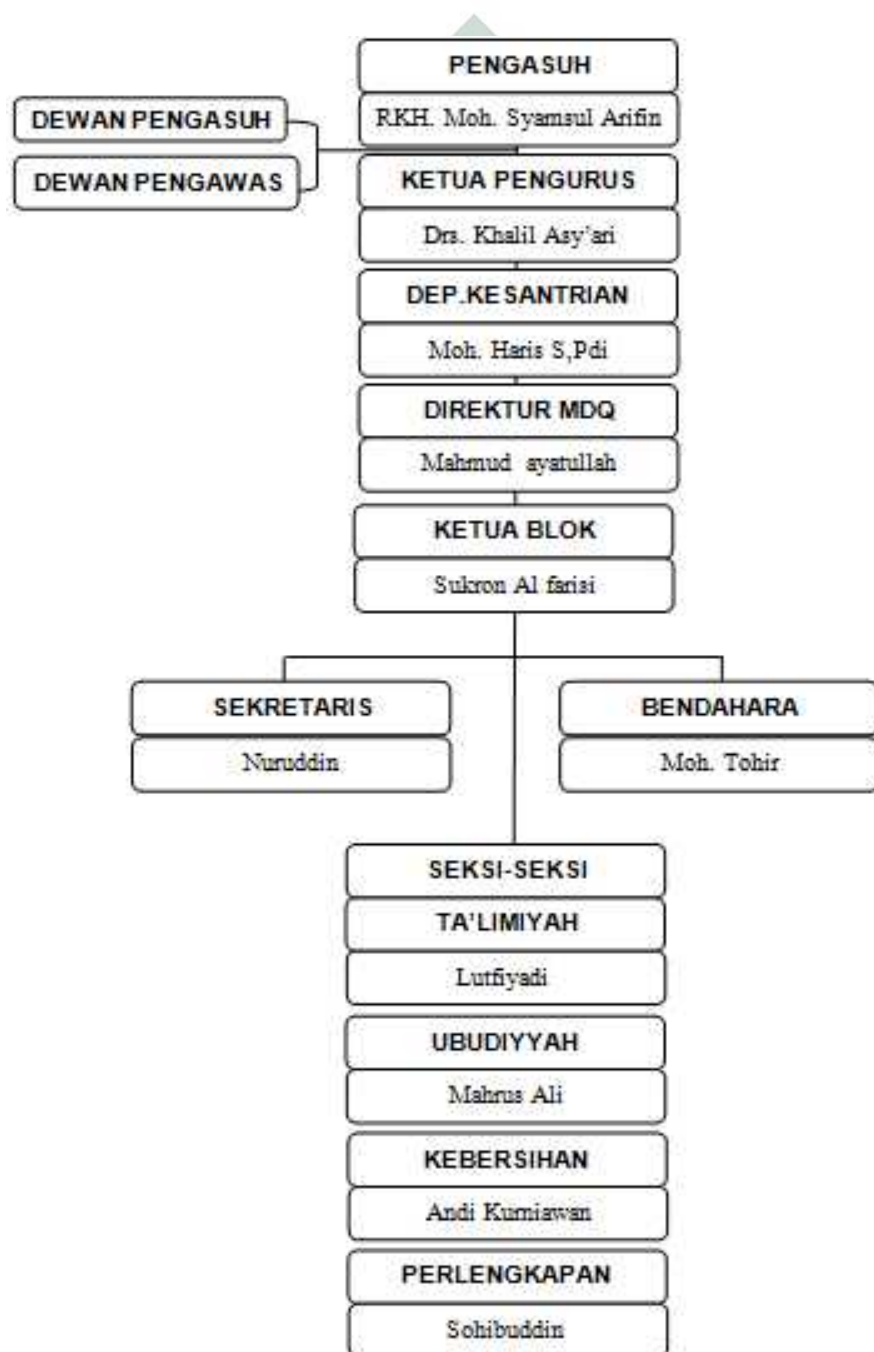 PENGASUH
RKH. Moh. Syamsul Arifin
DEWAN PENGASUH
DEWAN PENGAWAS
KETUA PENGURUS
Drs. Khalil Asy'ari
DEP.KESANTRIAN
Moh. Haris S,Pdi
DIREKTUR MDQ
Mahmud ayatullah
KETUA BLOK
Sukron Al farisi
SEKRETARIS
Nuruddin
BENDAHARA
Moh. Tohir
SEKSI-SEKSI
TA'LIMIYAH
Lutfiyadi
UBUDIYYAH
Mahrus Ali
KEBERSIHAN
Andi Kurniawan
PERLENGKAPAN
Sohibuddin